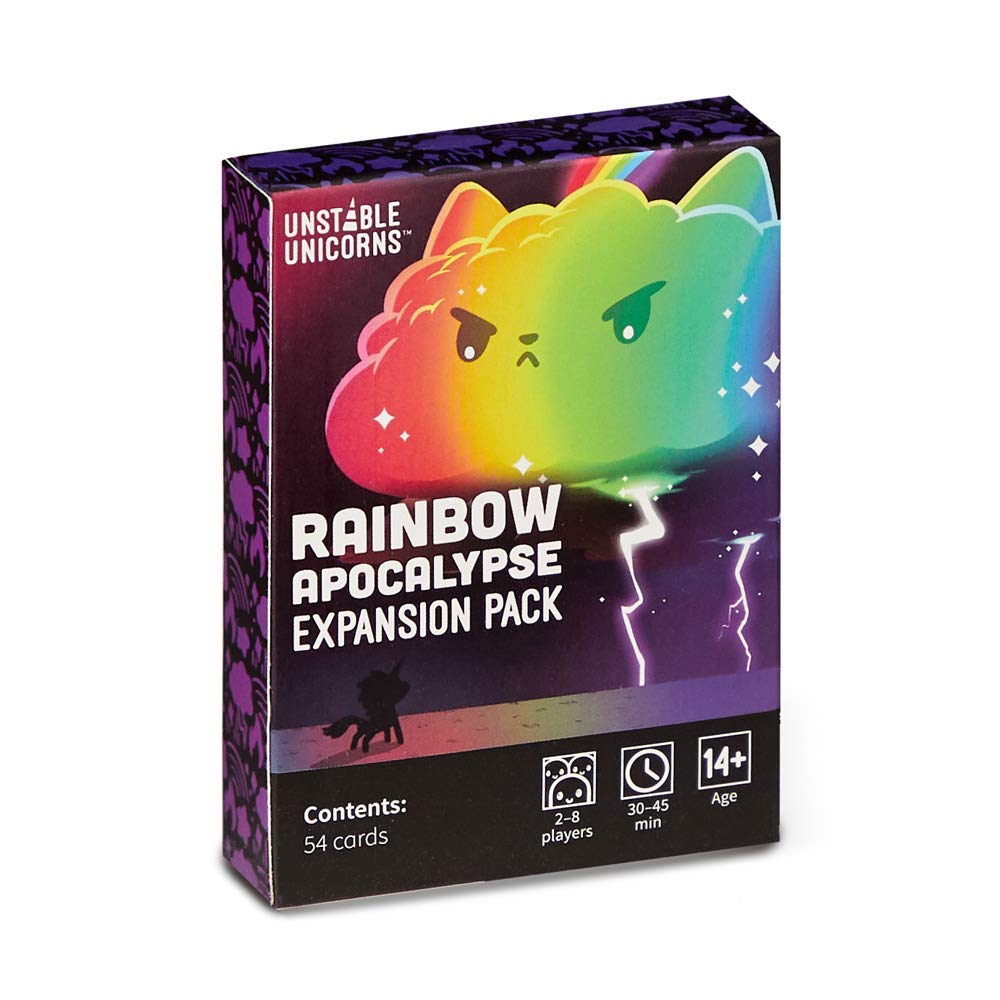 UNSTABLE
UNICORNS™
RAINBOW
APOCALYPSE
EXPANSION PACK
Contents:
54 cards
2–8
players
30–45
min
14+
Age